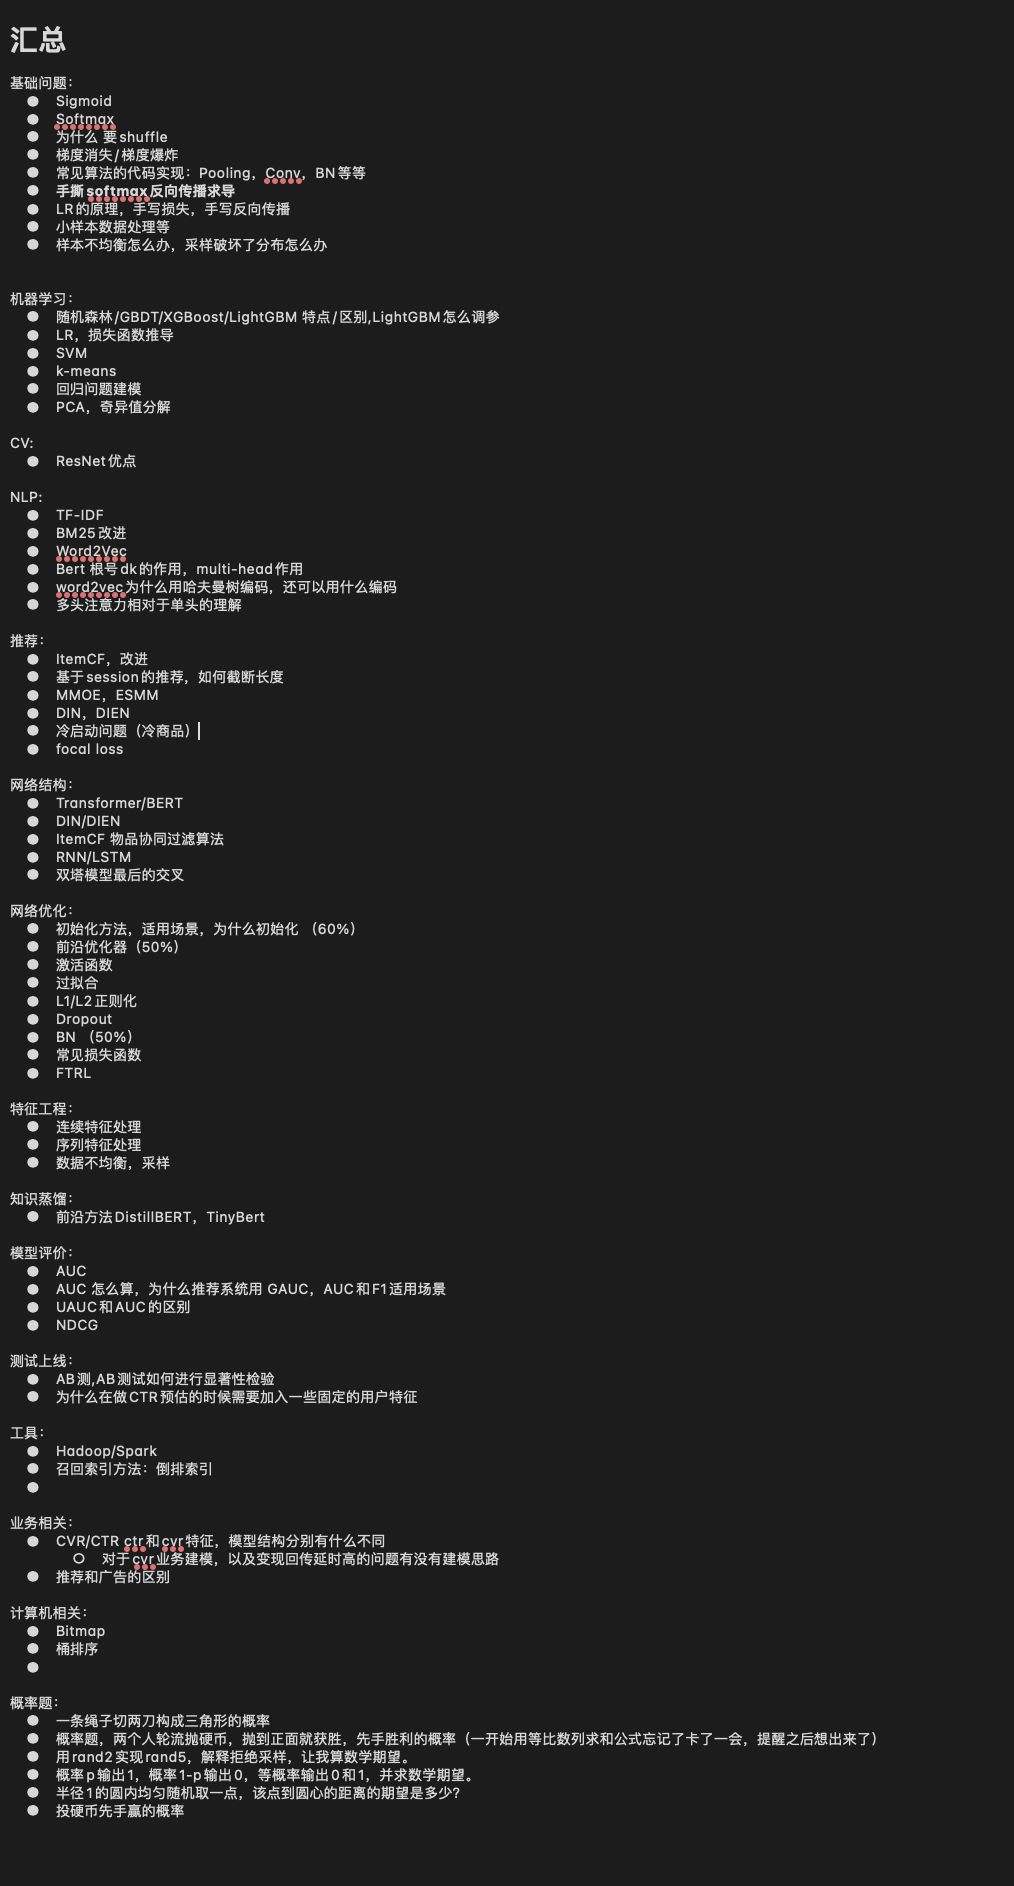 汇总
基础问题：
Sigmoid
Softmax
为什么 要shuffle
梯度消失/梯度爆炸
常见算法的代码实现：Pooling，Conv，BN等等
手撕softmax反向传播求导
LR的原理，手写损失，手写反向传播
小样本数据处理等
样本不均衡怎么办，采样破坏了分布怎么办
机器学习：
随机森林/GBDT/XGBoost/LightGBM 特点/区别,LightGBM怎么调参
LR，损失函数推导
SVM
k-means
回归问题建模
PCA，奇异值分解
CV:
ResNet优点
NLP:
TF-IDF
BM25改进
Word2Vec
Bert 根号dk的作用，multi-head作用
word2vec为什么用哈夫曼树编码，还可以用什么编码
多头注意力相对于单头的理解
推荐：
ItemCF，改进
基于session的推荐，如何截断长度
MMOE，ESMM
DIN，DIEN
冷启动问题（冷商品）
focal loss
网络结构：
Transformer/BERT
DIN/DIEN
ItemCF 物品协同过滤算法
RNN/LSTM
双塔模型最后的交叉
网络优化：
初始化方法，适用场景，为什么初始化 （60%）
前沿优化器（50%）
激活函数
过拟合
L1/L2正则化
Dropout
BN （50%）
常见损失函数
FTRL
特征工程：
连续特征处理
序列特征处理
数据不均衡，采样
知识蒸馏：
前沿方法DistillBERT，TinyBert
模型评价：
AUC
AUC 怎么算，为什么推荐系统用 GAUC，AUC和F1适用场景
UAUC和AUC的区别
NDCG
测试上线：
AB测,AB测试如何进行显著性检验
为什么在做CTR预估的时候需要加入一些固定的用户特征
工具：
Hadoop/Spark
召回索引方法：倒排索引
业务相关：
CVR/CTR ctr和cvr特征，模型结构分别有什么不同
对于cvr业务建模，以及变现回传延时高的问题有没有建模思路
推荐和广告的区别
计算机相关：
Bitmap
桶排序
概率题：
一条绳子切两刀构成三角形的概率
概率题，两个人轮流抛硬币，抛到正面就获胜，先手胜利的概率（一开始用等比数列求和公式忘记了卡了一会，提醒之后想出来了）
用rand2实现rand5，解释拒绝采样，让我算数学期望。
概率p输出1，概率1-p输出0，等概率输出0和1，并求数学期望。
半径1的圆内均匀随机取一点，该点到圆心的距离的期望是多少？
投硬币先手赢的概率